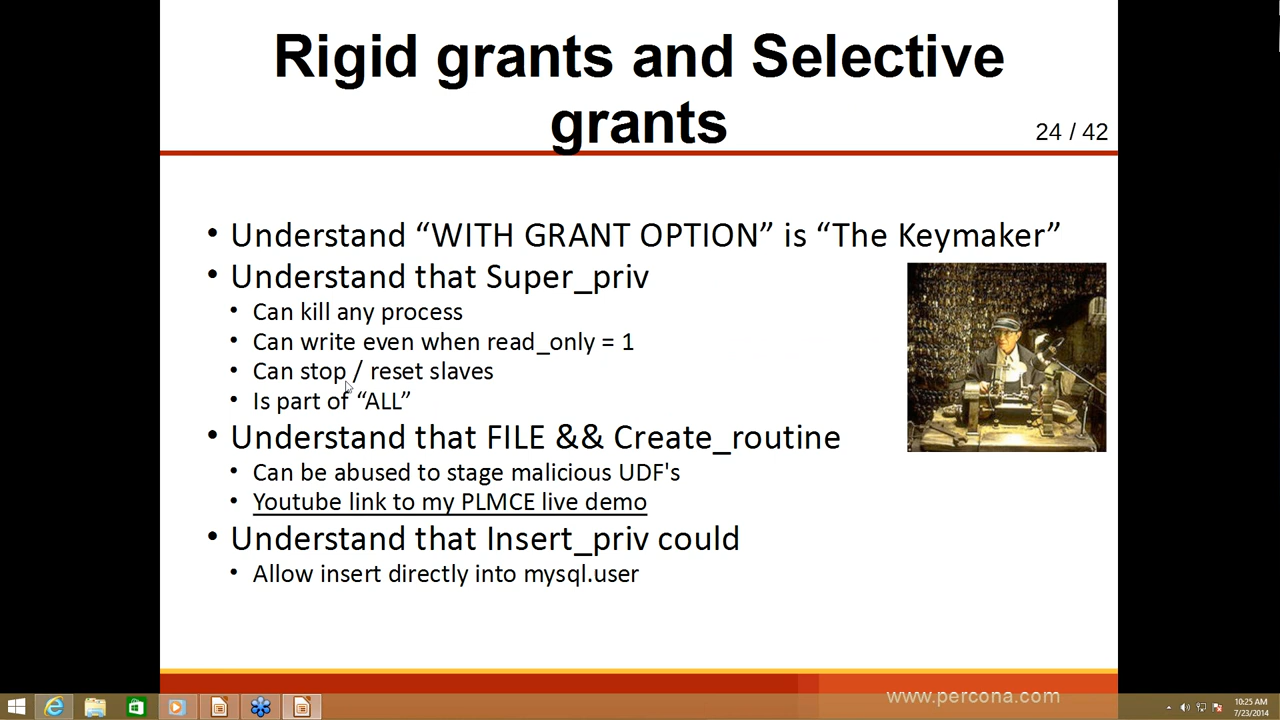 Rigid grants and Selective
grants
24 / 42
• Understand “WITH GRANT OPTION” is “The Keymaker”
• Understand that Super_priv
• Can kill any process
• Can write even when read_only = 1
• Can stop / reset slaves
• Is part of “ALL”
• Understand that FILE && Create_routine
• Can be abused to stage malicious UDF's
• Youtube link to my PLMCE live demo
• Understand that Insert_priv could
• Allow insert directly into mysql.user
www.percona.com
10:25 AM
7/23/2014